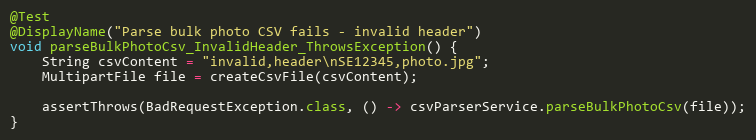 @Test
@DisplayName("Parse bulk photo CSV fails - invalid header")
void parseBulkPhotoCsv_InvalidHeader_ThrowsException() {
    String csvContent = "invalid,header\nSE12345,photo.jpg";
    MultipartFile file = createCsvFile(csvContent);

    assertThrows(BadRequestException.class, () -> csvParserService.parseBulkPhotoCsv(file));
}